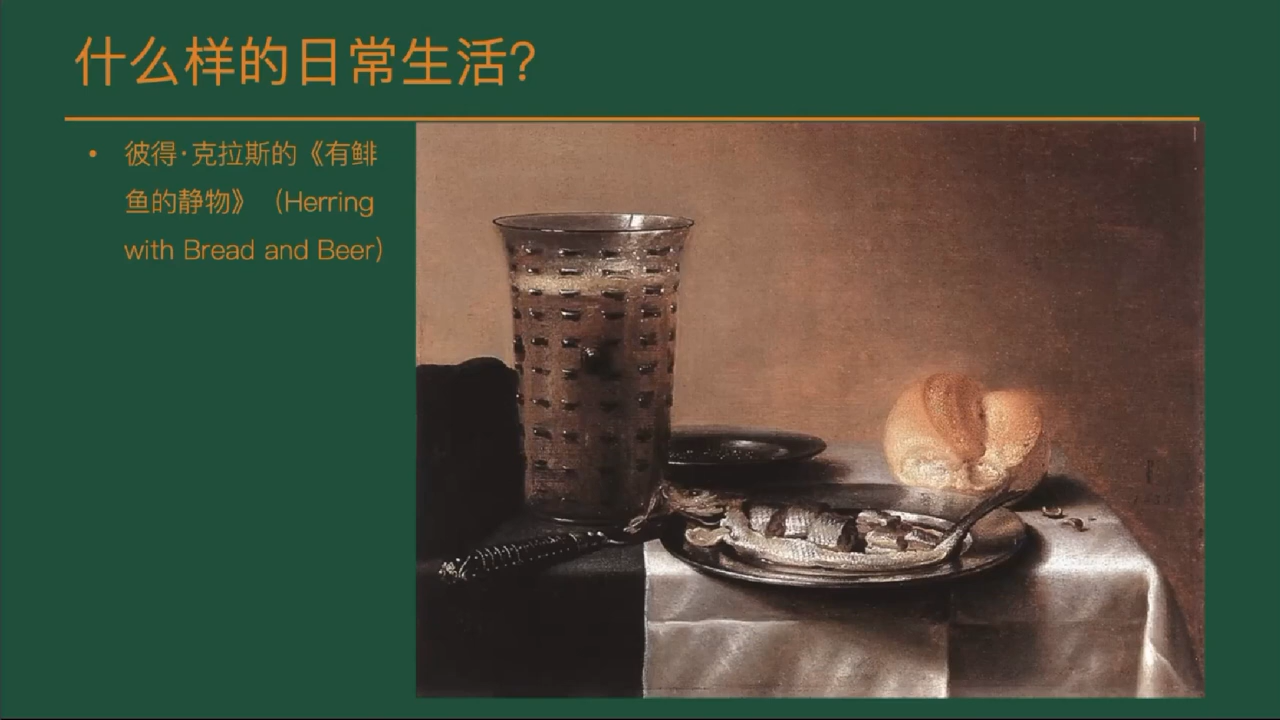 什么样的日常生活？
• 彼得·克拉斯的《有鲱
鱼的静物》（Herring
with Bread and Beer）